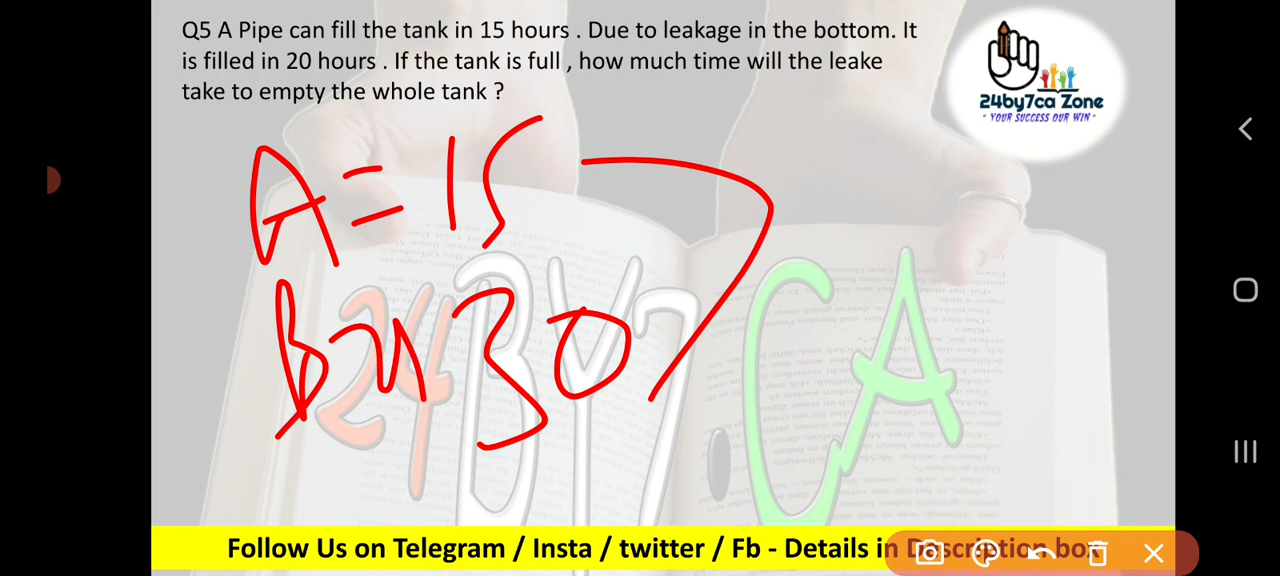 Q5 A Pipe can fill the tank in 15 hours . Due to leakage in the bottom. It
is filled in 20 hours . If the tank is full , how much time will the leake
take to empty the whole tank ?
24by7ca Zone
" YOUR SUCCESS OUR WIN "
A = 15
B 30
24BY7.CA
Follow Us on Telegram / Insta / twitter / Fb - Details in Description box